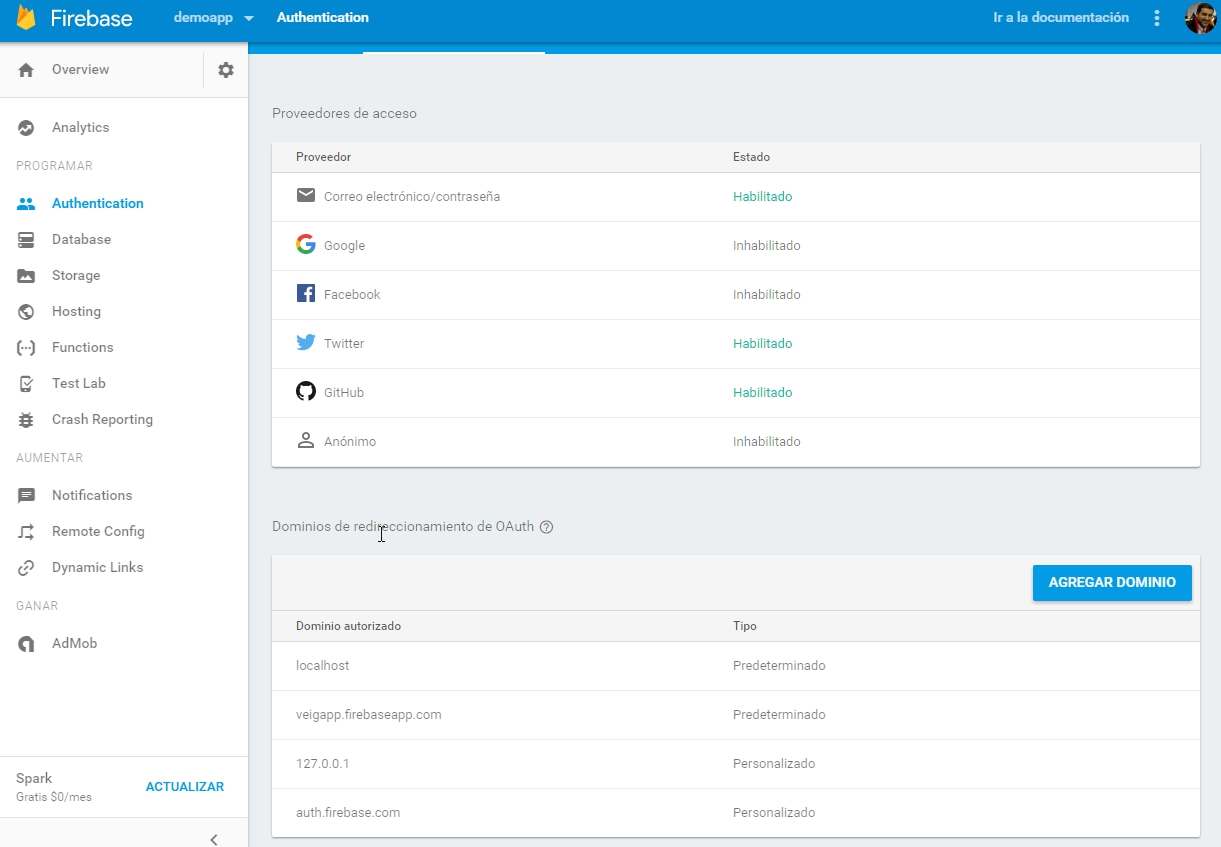 Firebase
demoapp
Authentication
Ir a la documentación
Overview
Analytics
PROGRAMAR
Authentication
Database
Storage
Hosting
Functions
Test Lab
Crash Reporting
AUMENTAR
Notifications
Remote Config
Dynamic Links
GANAR
AdMob
Spark
Gratis $0/mes
ACTUALIZAR
Proveedores de acceso
Proveedor Estado
Correo electrónico/contraseña Habilitado
Google Inhabilitado
Facebook Inhabilitado
Twitter Habilitado
GitHub Habilitado
Anónimo Inhabilitado
Dominios de redireccionamiento de OAuth
AGREGAR DOMINIO
Dominio autorizado Tipo
localhost Predeterminado
veigapp.firebaseapp.com Predeterminado
127.0.0.1 Personalizado
auth.firebase.com Personalizado